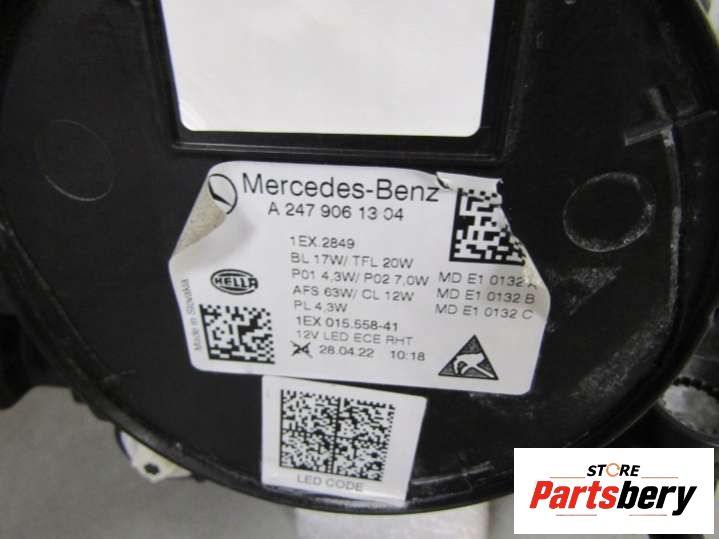 Mercedes-Benz
A 247 906 13 04
1EX.2849
BL 17W/ TFL 20W
P01 4,3W/ P02 7,0W
AFS 63W/ CL 12W
PL 4,3W
1EX 015.558-41
12V LED ECE RHT
24 28.04.22 10:18
MD E1 0132 A
MD E1 0132 B
MD E1 0132 C
HELLA
Made in Slovakia
LED CODE
STORE
Partsbery